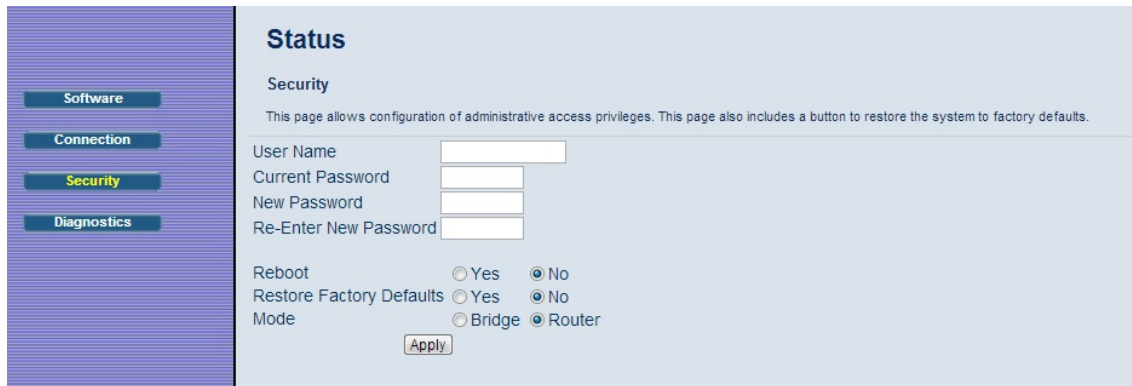 Software
Connection
Security
Diagnostics
Status
Security
This page allows configuration of administrative access privileges. This page also includes a button to restore the system to factory defaults.
User Name
Current Password
New Password
Re-Enter New Password
Reboot Yes No
Restore Factory Defaults Yes No
Mode Bridge Router
Apply